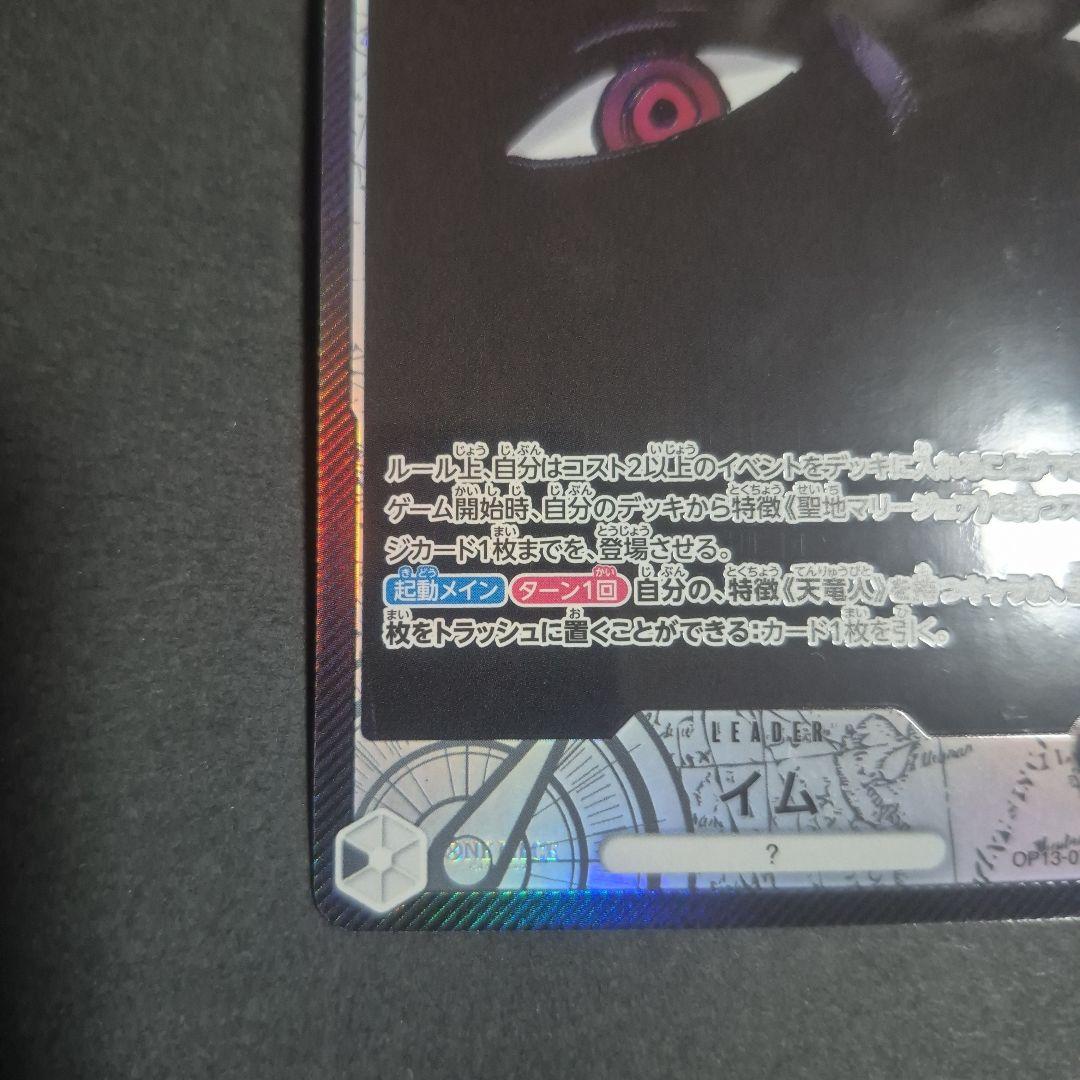 ルール上、自分はコスト2以上のイベントをデッキに入れることができ
ゲーム開始時、自分のデッキから特徴《聖地マリージョア》を持つス
ジカード1枚までを、登場させる。
起動メイン ターン1回 自分の、特徴《天竜人》を持つキャラか、
枚をトラッシュに置くことができる:カード1枚を引く。
LEADER
イム
?
OP13-0